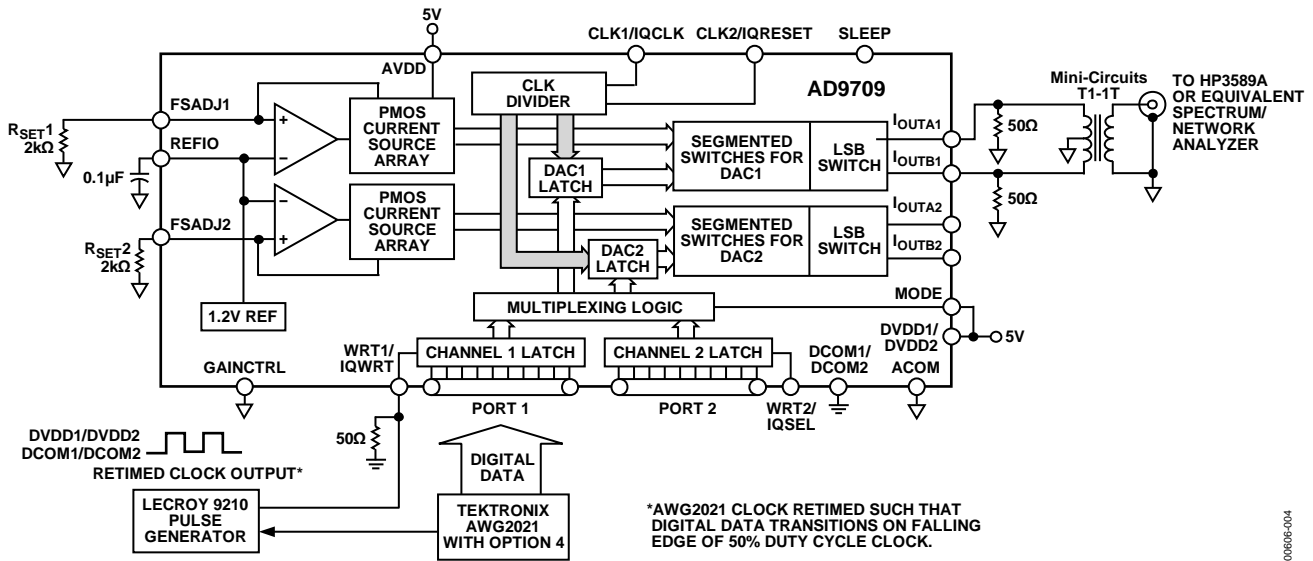 5V
CLK1/IQCLK
CLK2/IQRESET
SLEEP
AVDD
CLK
DIVIDER
AD9709
Mini-Circuits
T1-1T
TO HP3589A
OR EQUIVALENT
SPECTRUM/
NETWORK
ANALYZER
FSADJ1
RSET1
2kΩ
REFIO
0.1µF
+
–
PMOS
CURRENT
SOURCE
ARRAY
SEGMENTED
SWITCHES FOR
DAC1
LSB
SWITCH
IOUTA1
50Ω
IOUTB1
50Ω
DAC1
LATCH
FSADJ2
RSET2
2kΩ
–
+
PMOS
CURRENT
SOURCE
ARRAY
SEGMENTED
SWITCHES FOR
DAC2
LSB
SWITCH
IOUTA2
IOUTB2
DAC2
LATCH
1.2V REF
MULTIPLEXING LOGIC
MODE
DVDD1/
DVDD2
5V
GAINCTRL
WRT1/
IQWRT
CHANNEL 1 LATCH
CHANNEL 2 LATCH
DCOM1/
DCOM2
ACOM
PORT 1
PORT 2
WRT2/
IQSEL
50Ω
DVDD1/DVDD2
DCOM1/DCOM2
RETIMED CLOCK OUTPUT*
DIGITAL
DATA
LECROY 9210
PULSE
GENERATOR
TEKTRONIX
AWG2021
WITH OPTION 4
*AWG2021 CLOCK RETIMED SUCH THAT
DIGITAL DATA TRANSITIONS ON FALLING
EDGE OF 50% DUTY CYCLE CLOCK.
00606-004